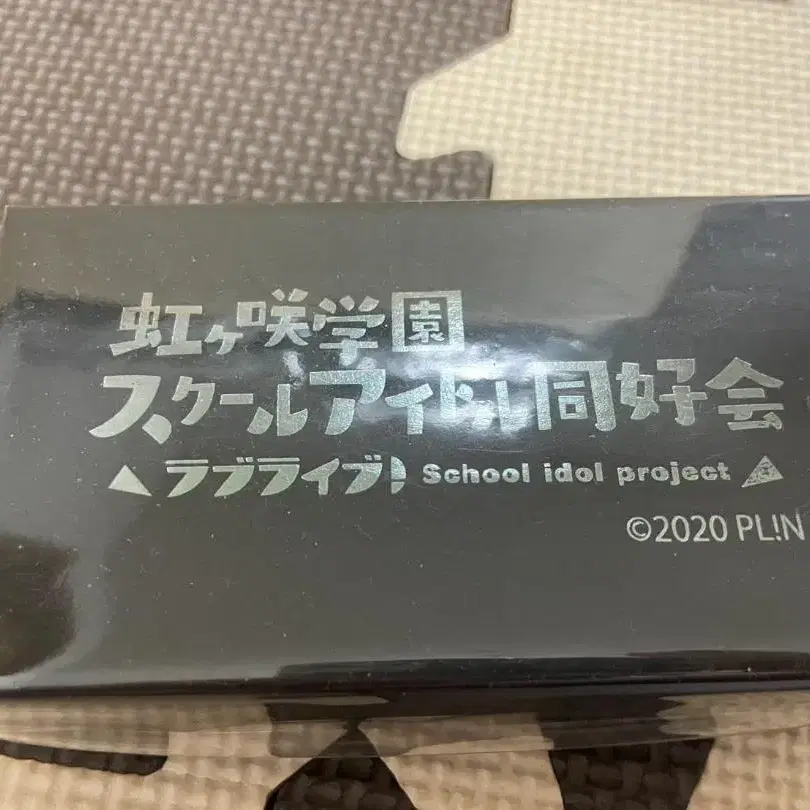 虹ヶ咲学園
スクールアイドル同好会
ラブライブ! School idol project
©2020 PL!N